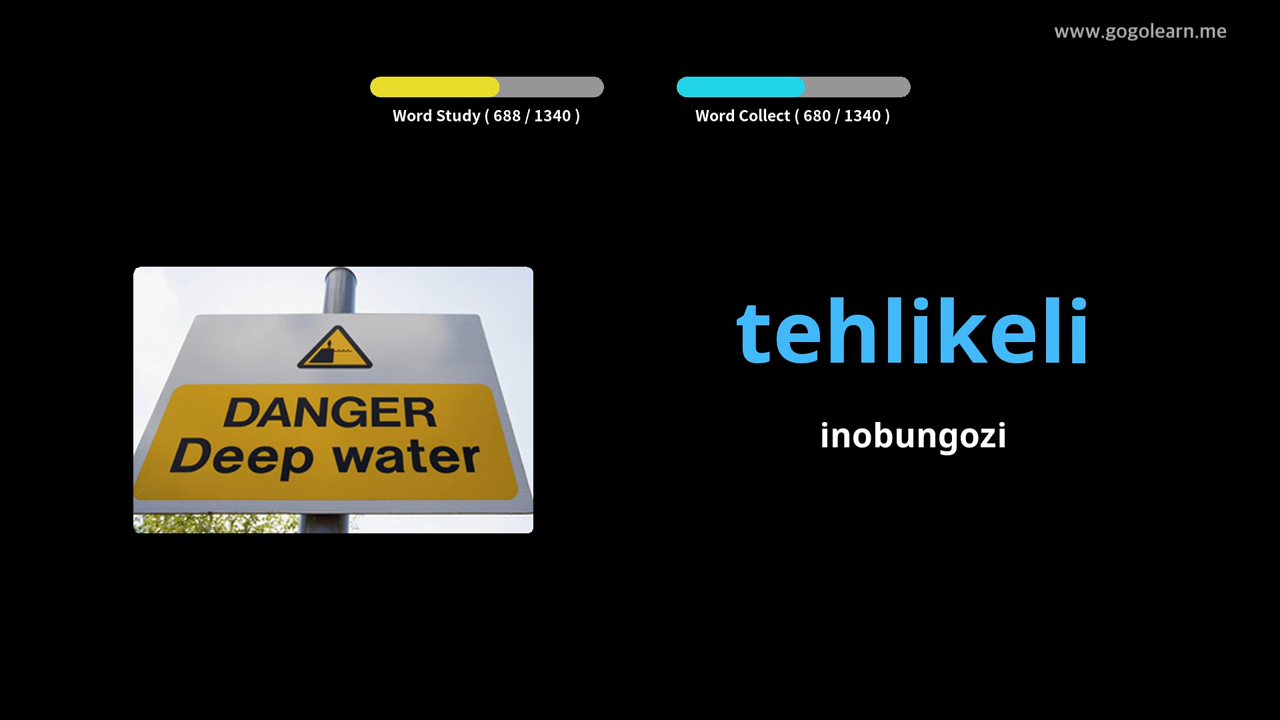 www.gogolearn.me
Word Study ( 688 / 1340 )
Word Collect ( 680 / 1340 )
DANGER
Deep water
tehlikeli
inobungozi